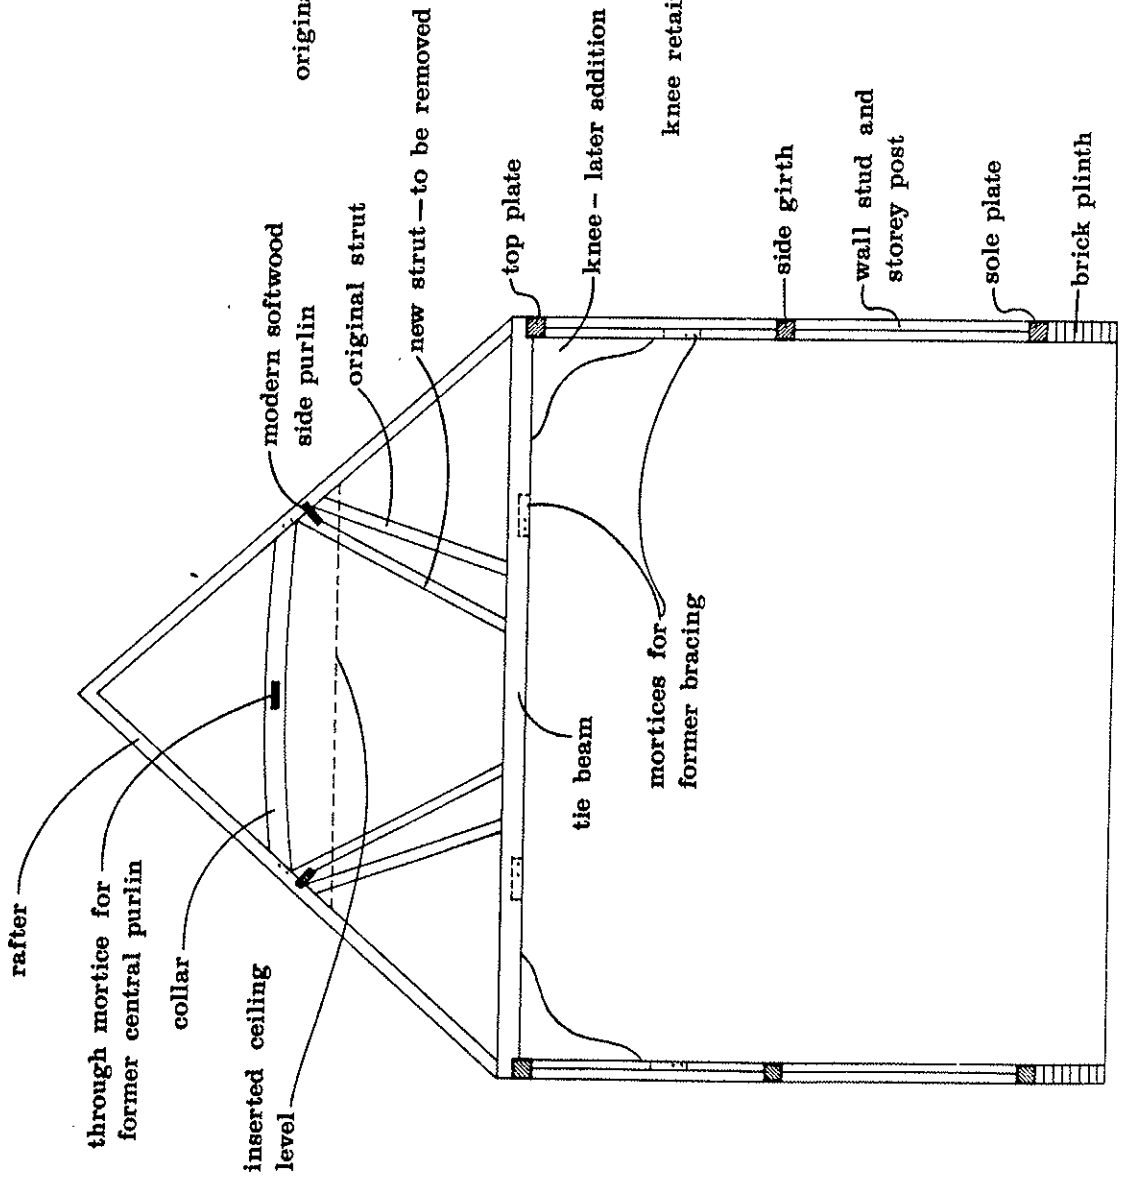 rafter
through mortice for
former central purlin
collar
inserted ceiling
level
modern softwood
side purlin
original strut
new strut — to be removed
top plate
knee – later addition
side girth
wall stud and
storey post
sole plate
brick plinth
tie beam
mortices for
former bracing
origina
knee retai